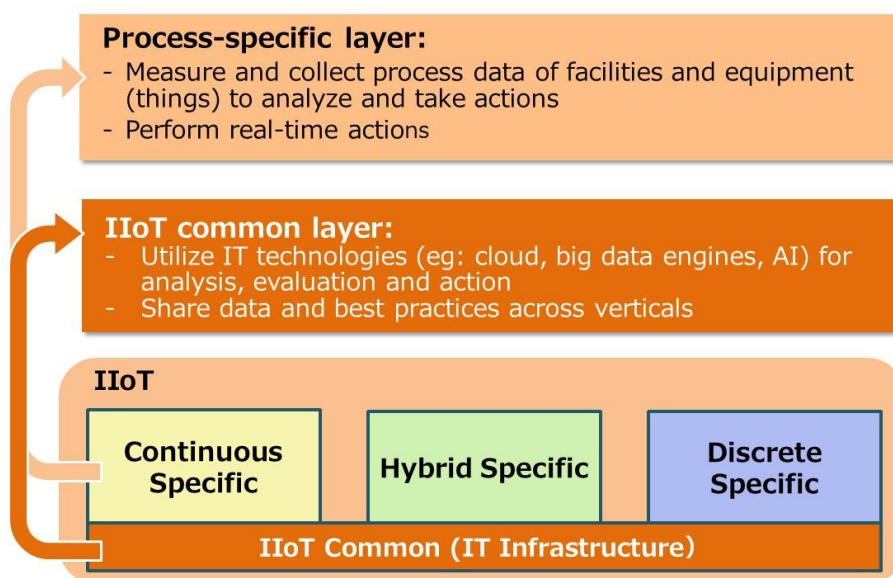 Process-specific layer:
- Measure and collect process data of facilities and equipment
(things) to analyze and take actions
- Perform real-time actions
IIoT common layer:
- Utilize IT technologies (eg: cloud, big data engines, AI) for
analysis, evaluation and action
- Share data and best practices across verticals
IIoT
Continuous
Specific
Hybrid Specific
Discrete
Specific
IIoT Common (IT Infrastructure）